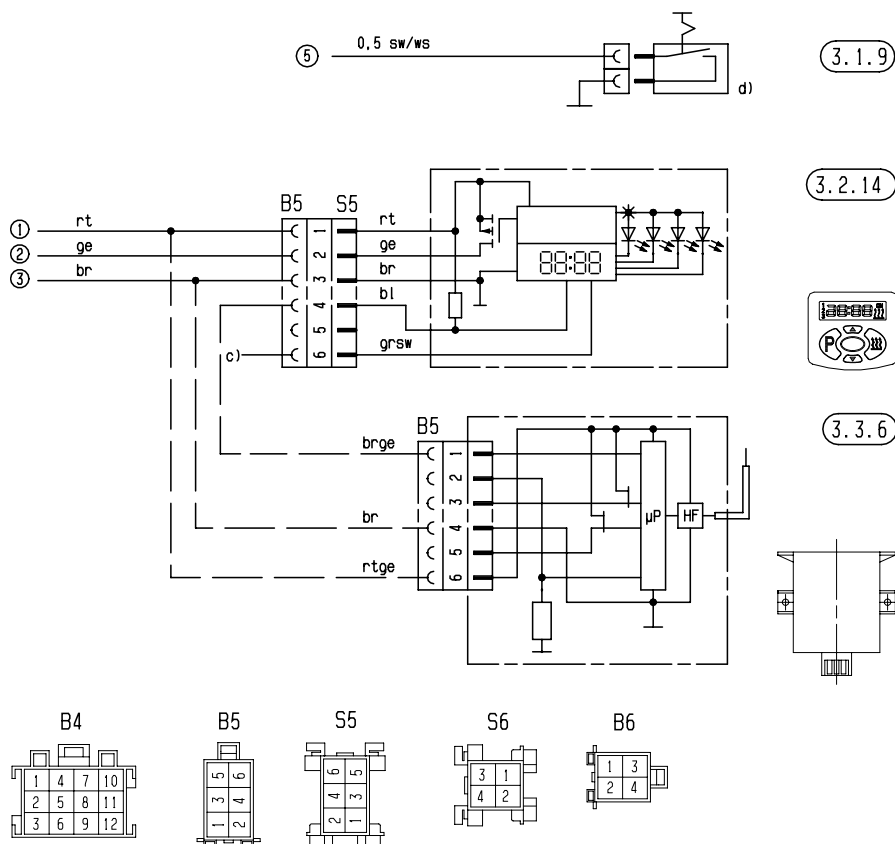 5 0,5 sw/ws
3.1.9
d)
3.2.14
B5 S5
1 rt 1 rt
2 ge 2 ge
3 br 3 br
4 bl
5
c) 6 grsw
88:88
88:88
P
3.3.6
B5
brge 1
2
3
br 4
5
rtge 6
µP HF
B4 B5 S5 S6 B6
1 4 7 10
2 5 8 11
3 6 9 12
5 6
3 4
1 2
6 5
4 3
2 1
3 1
4 2
1 3
2 4